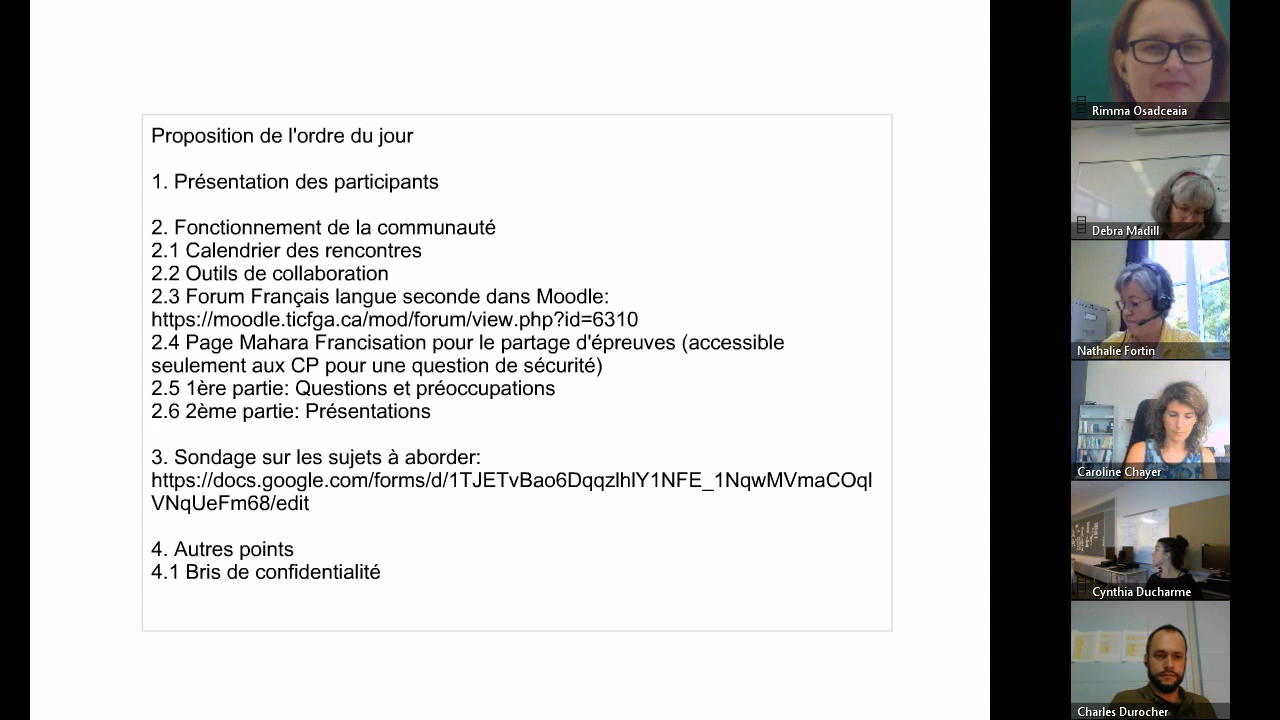 Proposition de l'ordre du jour
1. Présentation des participants
2. Fonctionnement de la communauté
2.1 Calendrier des rencontres
2.2 Outils de collaboration
2.3 Forum Français langue seconde dans Moodle:
https://moodle.ticfga.ca/mod/forum/view.php?id=6310
2.4 Page Mahara Francisation pour le partage d'épreuves (accessible
seulement aux CP pour une question de sécurité)
2.5 1ère partie: Questions et préoccupations
2.6 2ème partie: Présentations
3. Sondage sur les sujets à aborder:
https://docs.google.com/forms/d/1TJETvBao6DqqzlhlY1NFE_1NqwMVmaCOqI
VNqUeFm68/edit
4. Autres points
4.1 Bris de confidentialité
Rimma Osadceaia
Debra Madill
Nathalie Fortin
Caroline Chayer
Cynthia Ducharme
Charles Durocher